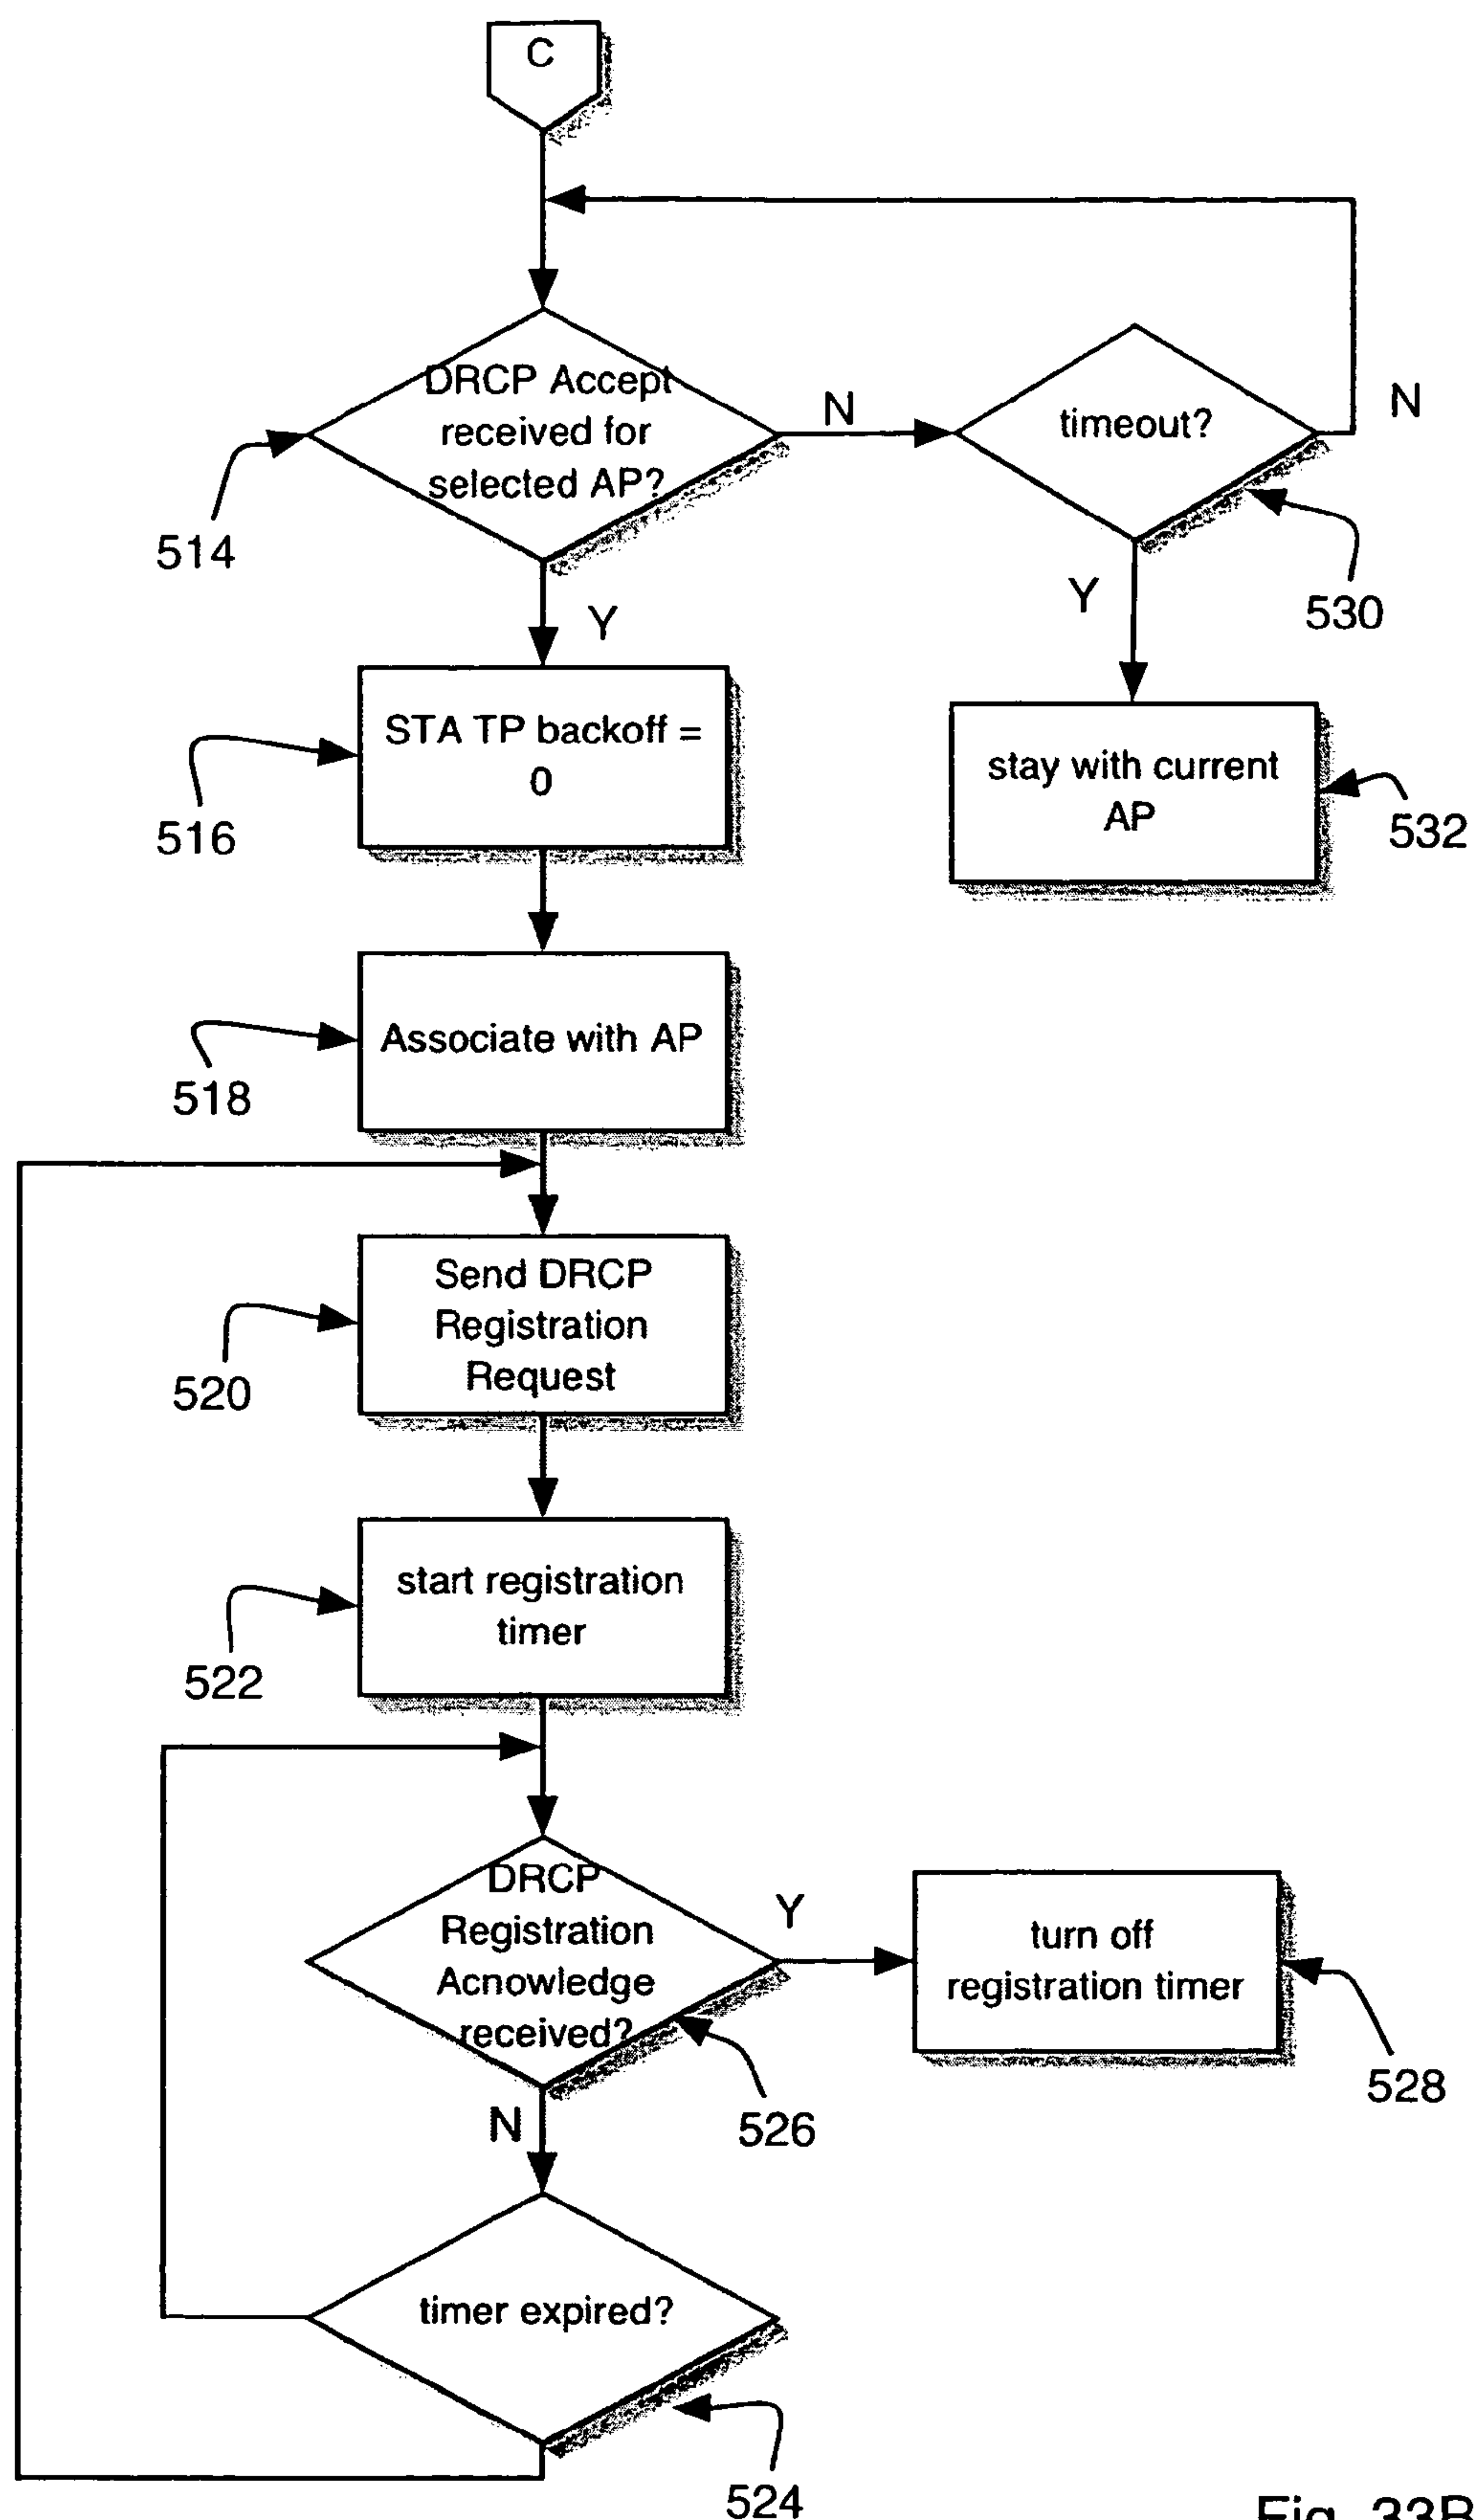 C
DRCP Accept
received for
selected AP?
N
timeout?
N
514
Y
Y
530
STA TP backoff =
0
516
stay with current
AP
532
Associate with AP
518
Send DRCP
Registration
Request
520
start registration
timer
522
DRCP
Registration
Acnowledge
received?
Y
turn off
registration timer
526
528
N
timer expired?
524
Fig. 33B